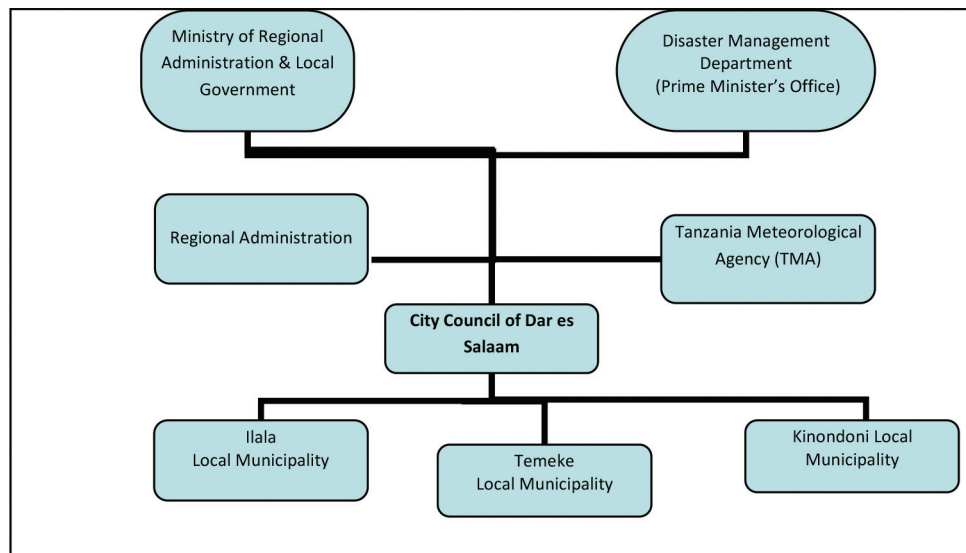 Ministry of Regional
Administration & Local
Government
Disaster Management
Department
(Prime Minister’s Office)
Regional Administration
Tanzania Meteorological
Agency (TMA)
City Council of Dar es
Salaam
Ilala
Local Municipality
Temeke
Local Municipality
Kinondoni Local
Municipality